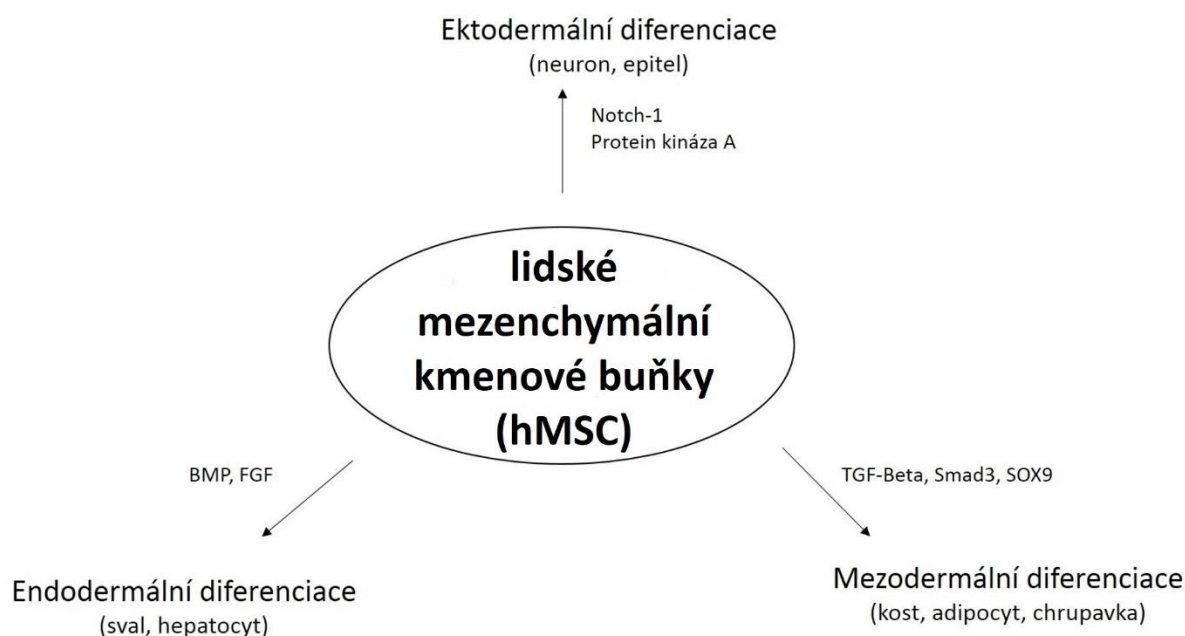 Ektodermální diferenciace
(neuron, epitel)
Notch-1
Protein kináza A
lidské
mezenchymální
kmenové buňky
(hMSC)
BMP, FGF
TGF-Beta, Smad3, SOX9
Endodermální diferenciace
(sval, hepatocyt)
Mezodermální diferenciace
(kost, adipocyt, chrupavka)